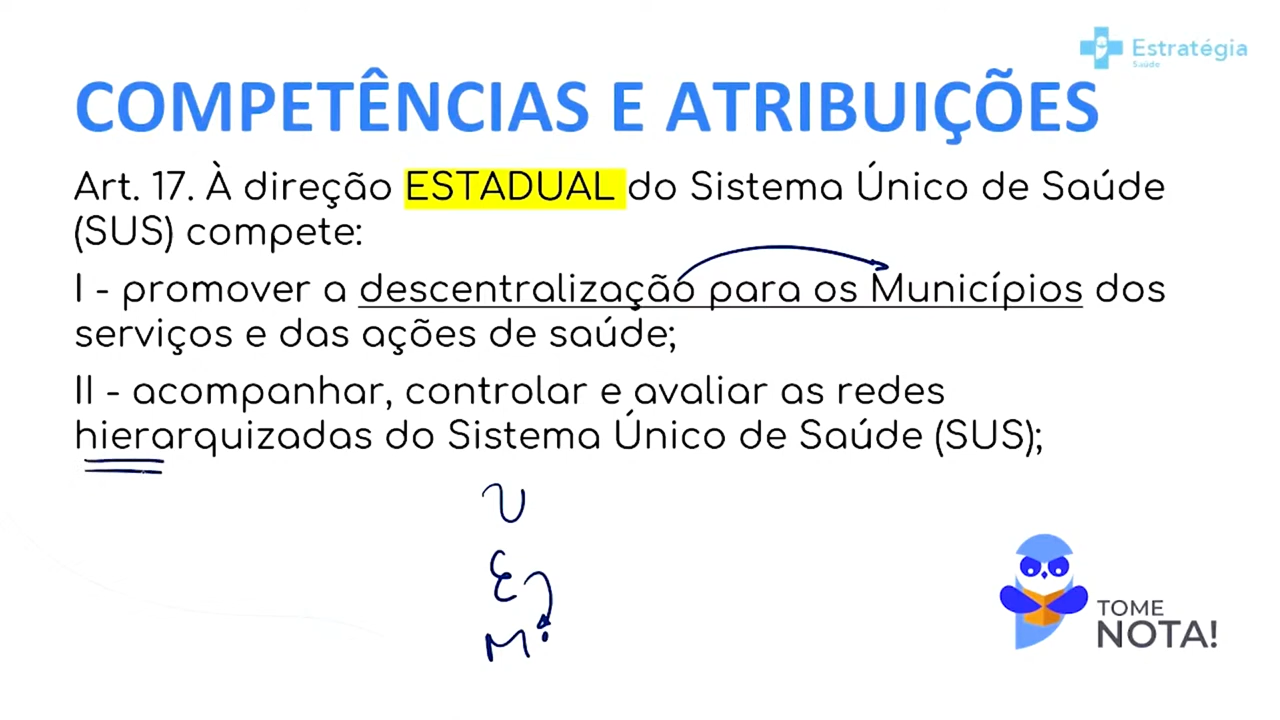 Estratégia
Saúde
COMPETÊNCIAS E ATRIBUIÇÕES
Art. 17. À direção ESTADUAL do Sistema Único de Saúde
(SUS) compete:
I - promover a descentralização para os Municípios dos
serviços e das ações de saúde;
II - acompanhar, controlar e avaliar as redes
hierarquizadas do Sistema Único de Saúde (SUS);
U
E
M
TOME
NOTA!